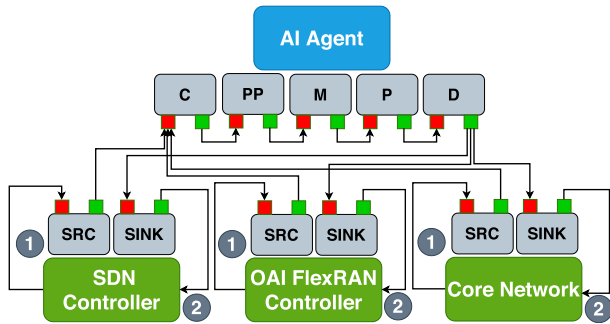 AI Agent
C PP M P D
1 SRC SINK 1 SRC SINK 1 SRC SINK
SDN
Controller
2
OAI FlexRAN
Controller
2
Core Network
2